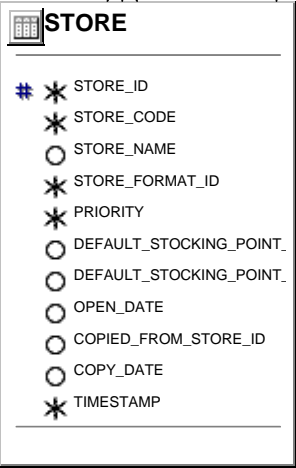 STORE
# * STORE_ID
* STORE_CODE
O STORE_NAME
* STORE_FORMAT_ID
* PRIORITY
O DEFAULT_STOCKING_POINT_
O DEFAULT_STOCKING_POINT_
O OPEN_DATE
O COPIED_FROM_STORE_ID
O COPY_DATE
* TIMESTAMP